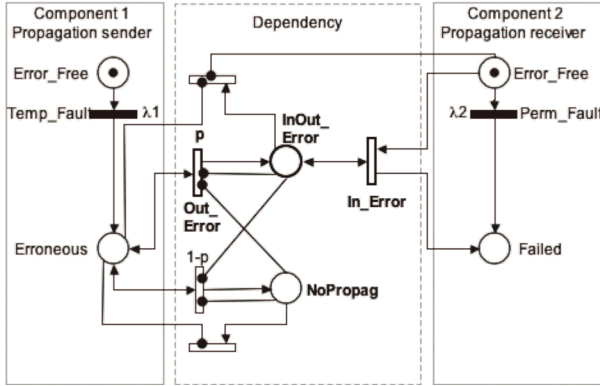 Component 1
Propagation sender
Dependency
Component 2
Propagation receiver
Error_Free
Error_Free
Temp_Fault
λ1
p
InOut_
Error
λ2
Perm_Fault
Out_
Error
In_Error
Erroneous
Failed
1-p
NoPropag